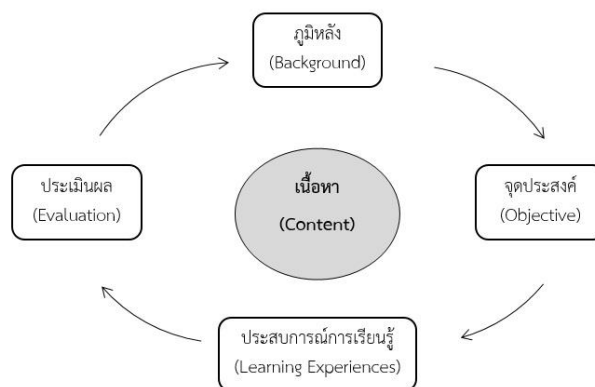 ภูมิหลัง
(Background)
ประเมินผล
(Evaluation)
เนื้อหา
(Content)
จุดประสงค์
(Objective)
ประสบการณ์การเรียนรู้
(Learning Experiences)